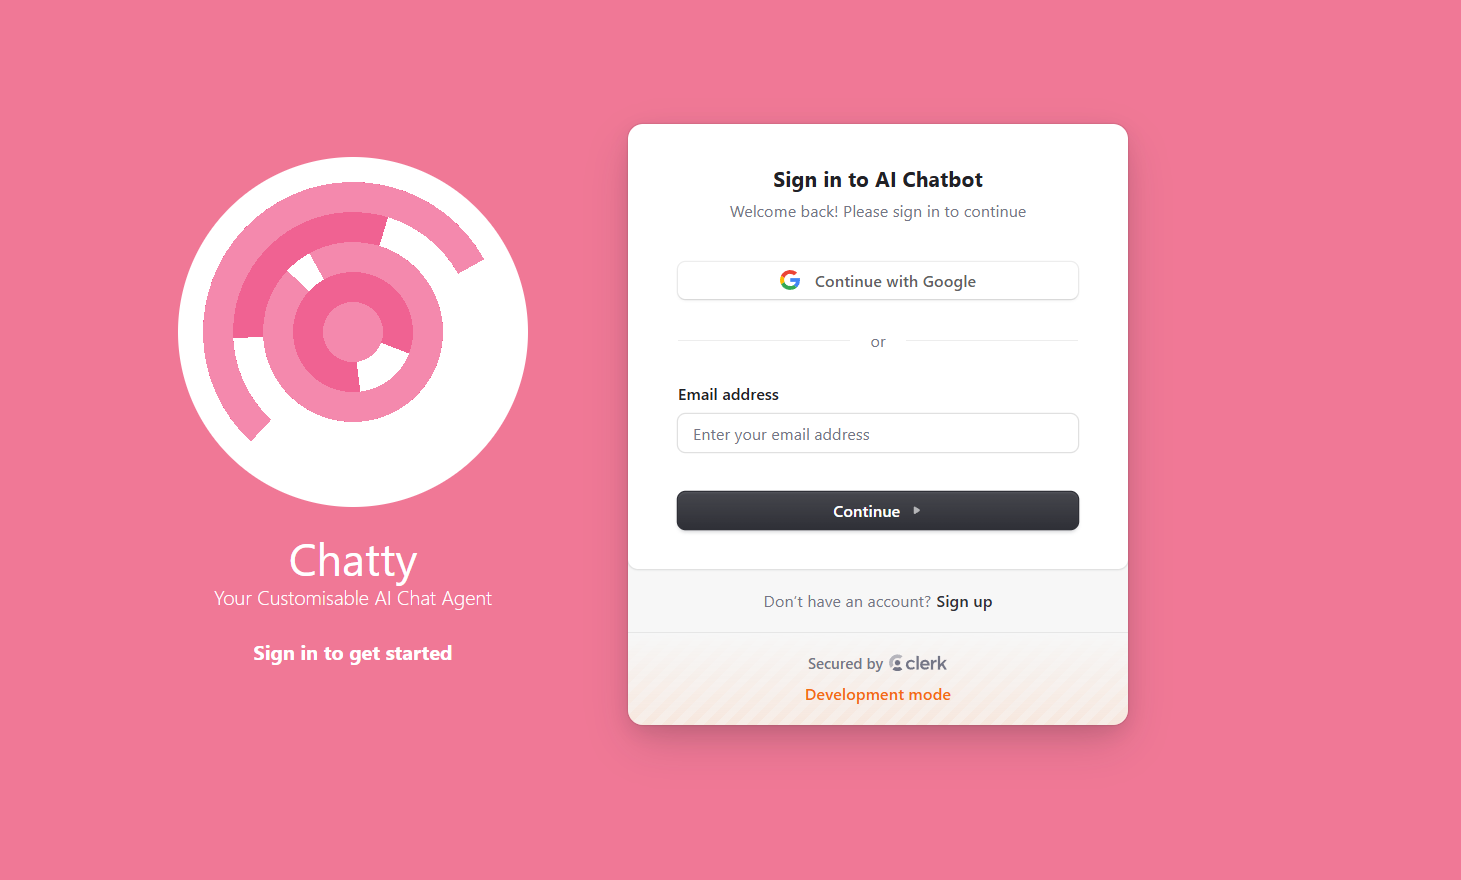 Chatty
Your Customisable AI Chat Agent
Sign in to get started
Sign in to AI Chatbot
Welcome back! Please sign in to continue
Continue with Google
or
Email address
Enter your email address
Continue
Don’t have an account? Sign up
Secured by clerk
Development mode